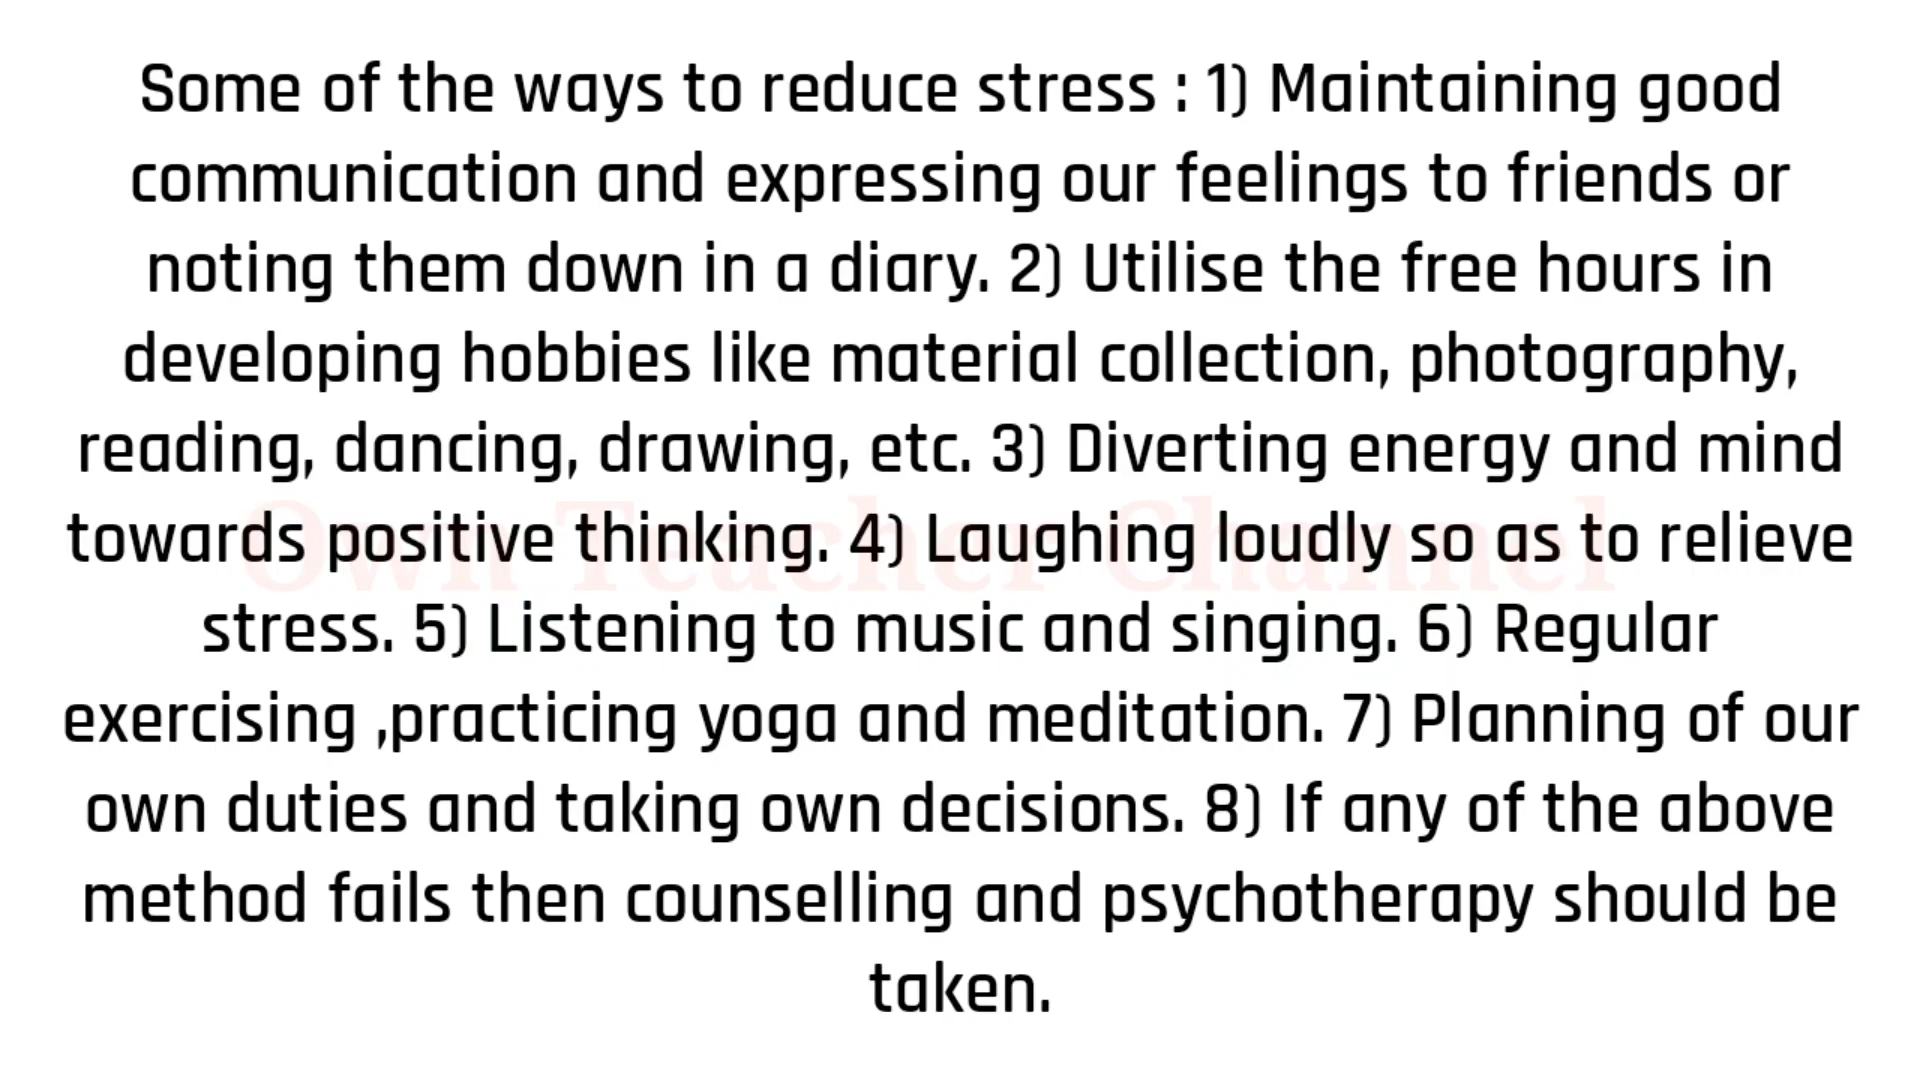 Some of the ways to reduce stress : 1) Maintaining good
communication and expressing our feelings to friends or
noting them down in a diary. 2) Utilise the free hours in
developing hobbies like material collection, photography,
reading, dancing, drawing, etc. 3) Diverting energy and mind
towards positive thinking. 4) Laughing loudly so as to relieve
Own Teacher Channel
stress. 5) Listening to music and singing. 6) Regular
exercising ,practicing yoga and meditation. 7) Planning of our
own duties and taking own decisions. 8) If any of the above
method fails then counselling and psychotherapy should be
taken.